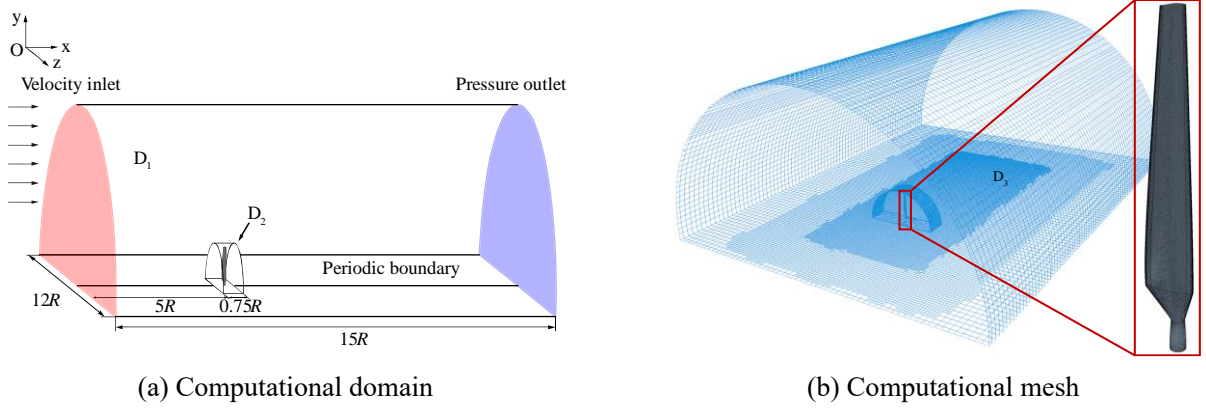 y
O
x
z
Velocity inlet
Pressure outlet
D1
D2
Periodic boundary
12R
5R
0.75R
15R
(a) Computational domain
D3
(b) Computational mesh